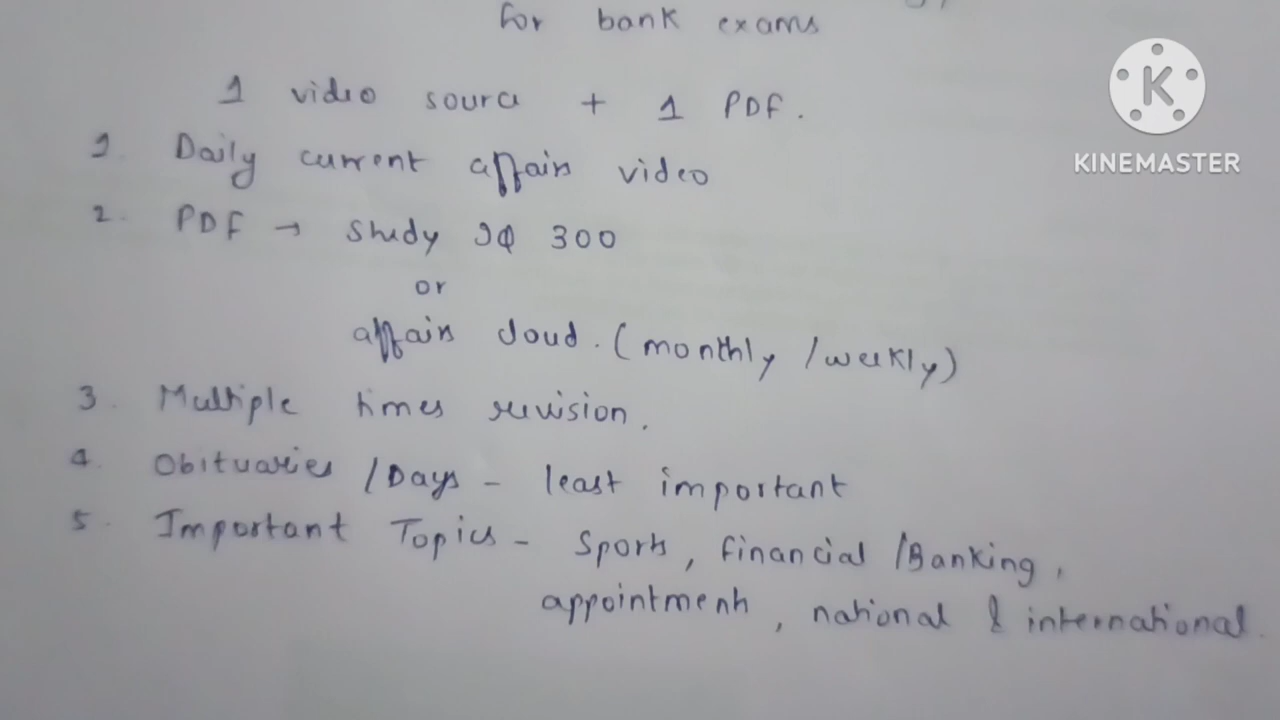 for bank exams
1 video source + 1 PDF.
1. Daily current affairs video
2. PDF → Study IQ 300
or
affairs cloud. (monthly / weekly)
3. Multiple times revision.
4. Obituaries / Days - least important
5. Important Topics - Sports, financial / Banking,
appointments, national & international.
K
KINEMASTER